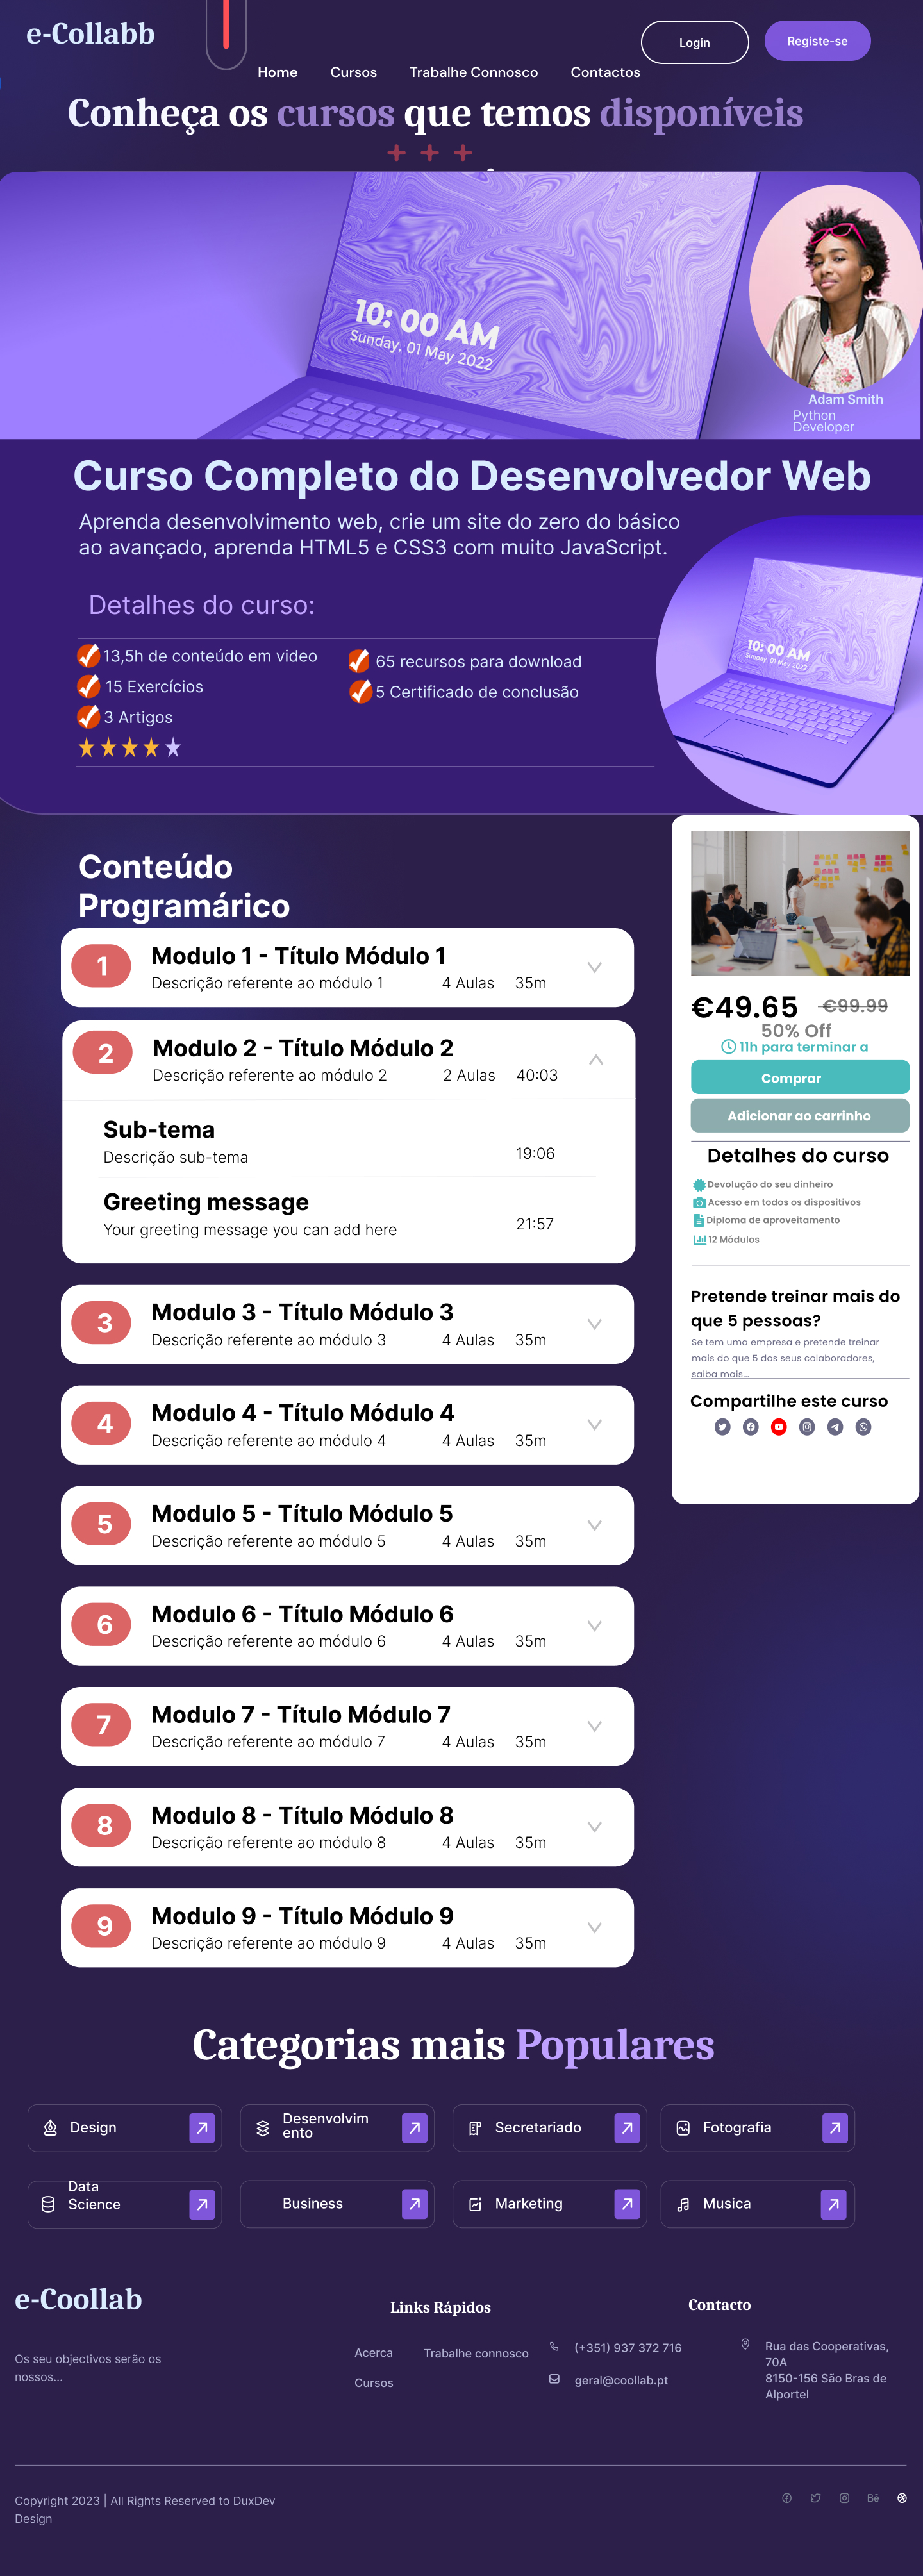 e-Collabb
Login
Registe-se
Home Cursos Trabalhe Connosco Contactos
Conheça os cursos que temos disponíveis
10: 00 AM
Sunday, 01 May 2022
Adam Smith
Python
Developer
Curso Completo do Desenvolvedor Web
Aprenda desenvolvimento web, crie um site do zero do básico
ao avançado, aprenda HTML5 e CSS3 com muito JavaScript.
Detalhes do curso:
13,5h de conteúdo em video
15 Exercícios
3 Artigos
65 recursos para download
5 Certificado de conclusão
10: 00 AM
Sunday, 01 May 2022
Conteúdo
Programárico
1
Modulo 1 - Título Módulo 1
Descrição referente ao módulo 1 4 Aulas 35m
2
Modulo 2 - Título Módulo 2
Descrição referente ao módulo 2 2 Aulas 40:03
Sub-tema
Descrição sub-tema 19:06
Greeting message
Your greeting message you can add here 21:57
3
Modulo 3 - Título Módulo 3
Descrição referente ao módulo 3 4 Aulas 35m
4
Modulo 4 - Título Módulo 4
Descrição referente ao módulo 4 4 Aulas 35m
5
Modulo 5 - Título Módulo 5
Descrição referente ao módulo 5 4 Aulas 35m
6
Modulo 6 - Título Módulo 6
Descrição referente ao módulo 6 4 Aulas 35m
7
Modulo 7 - Título Módulo 7
Descrição referente ao módulo 7 4 Aulas 35m
8
Modulo 8 - Título Módulo 8
Descrição referente ao módulo 8 4 Aulas 35m
9
Modulo 9 - Título Módulo 9
Descrição referente ao módulo 9 4 Aulas 35m
€49.65 €99.99
50% Off
11h para terminar a
Comprar
Adicionar ao carrinho
Detalhes do curso
Devolução do seu dinheiro
Acesso em todos os dispositivos
Diploma de aproveitamento
12 Módulos
Pretende treinar mais do
que 5 pessoas?
Se tem uma empresa e pretende treinar
mais do que 5 dos seus colaboradores,
saiba mais...
Compartilhe este curso
Categorias mais Populares
Design
Desenvolvim
ento
Secretariado
Fotografia
Data
Science
Business
Marketing
Musica
e-Coollab
Os seu objectivos serão os
nossos...
Links Rápidos
Acerca
Trabalhe connosco
Cursos
Contacto
(+351) 937 372 716
geral@coollab.pt
Rua das Cooperativas,
70A
8150-156 São Bras de
Alportel
Copyright 2023 | All Rights Reserved to DuxDev
Design
Bē